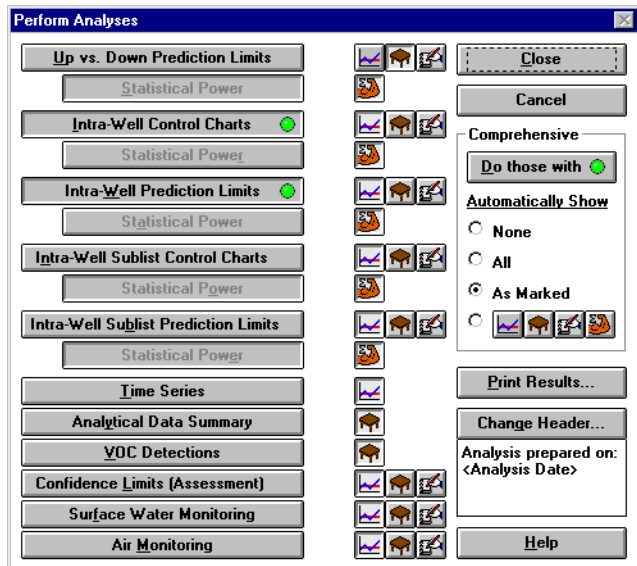 Perform Analyses
Up vs. Down Prediction Limits
Statistical Power
Intra-Well Control Charts
Statistical Power
Intra-Well Prediction Limits
Statistical Power
Intra-Well Sublist Control Charts
Statistical Power
Intra-Well Sublist Prediction Limits
Statistical Power
Time Series
Analytical Data Summary
VOC Detections
Confidence Limits (Assessment)
Surface Water Monitoring
Air Monitoring
Close
Cancel
Comprehensive
Do those with
Automatically Show
None
All
As Marked
Print Results...
Change Header...
Analysis prepared on:
<Analysis Date>
Help